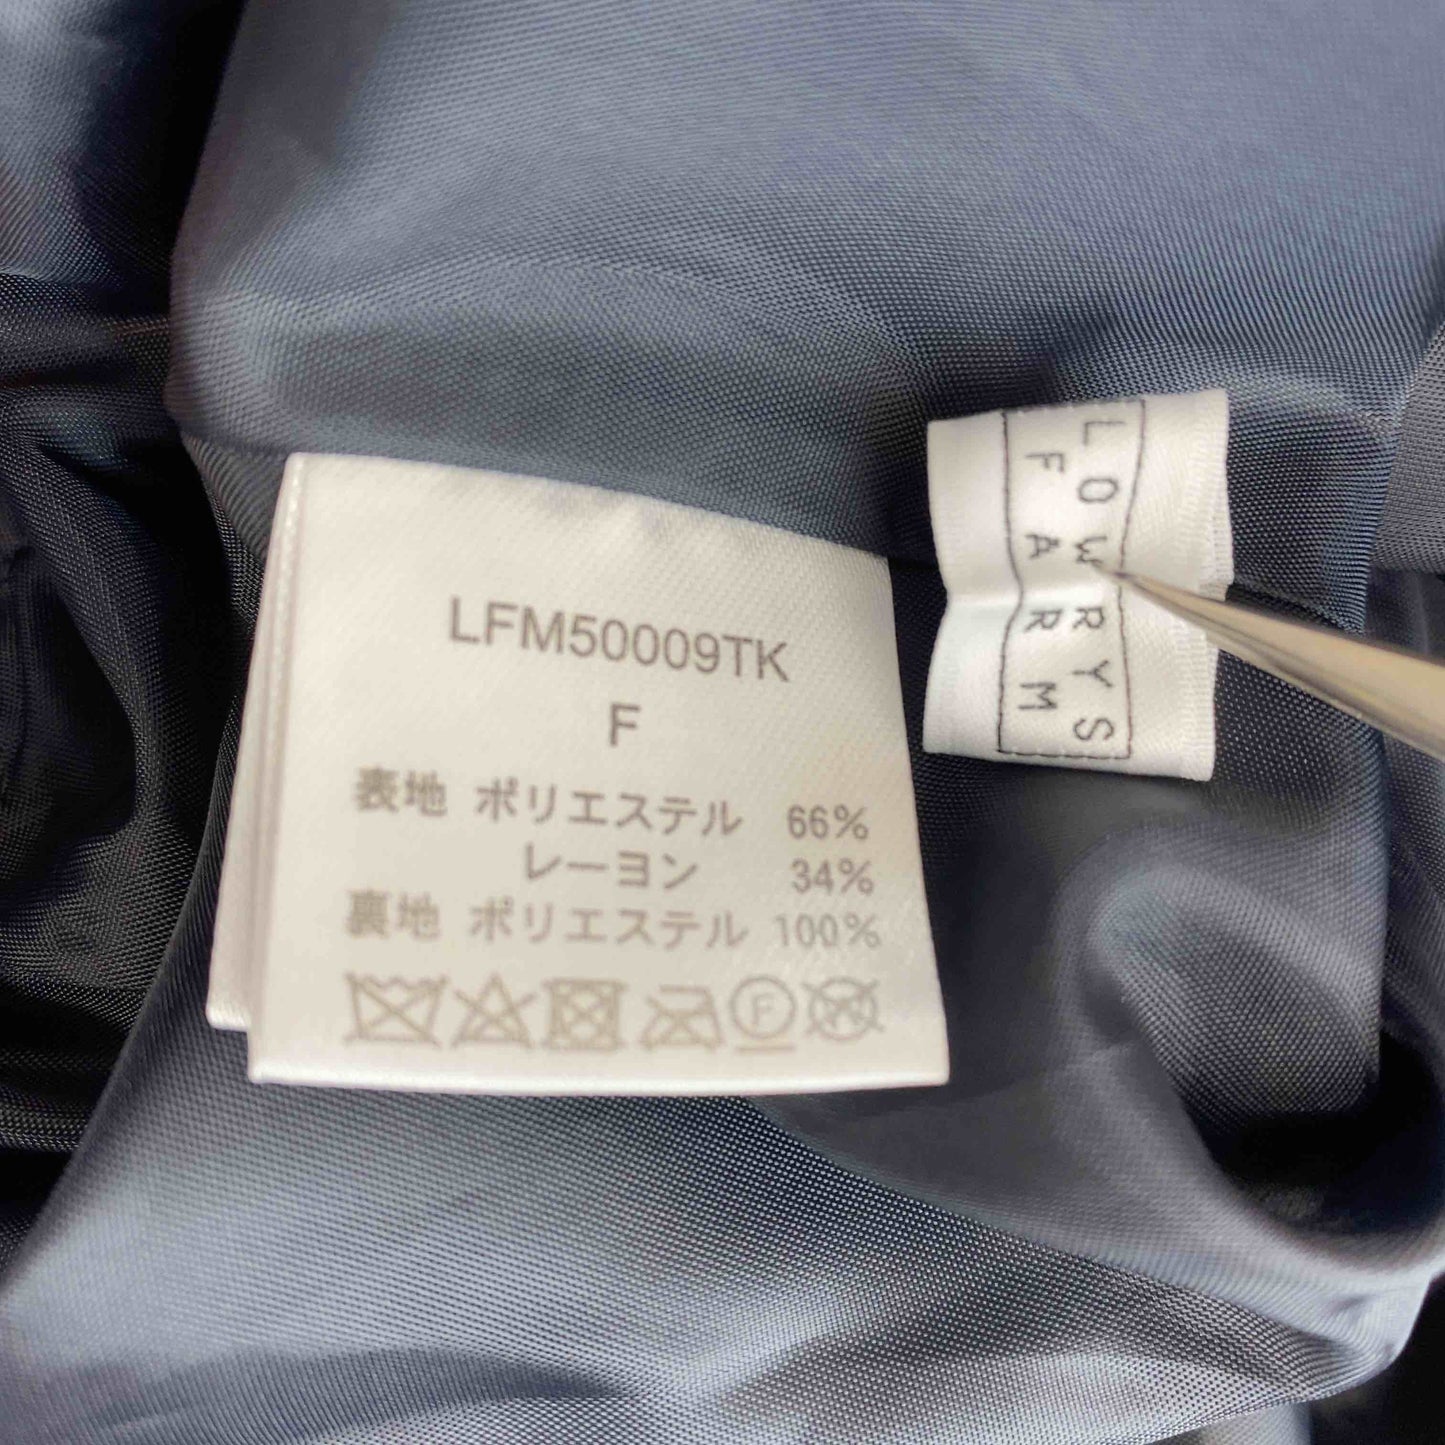 LFM50009TK
F
表地 ポリエステル 66%
レーヨン 34%
裏地 ポリエステル 100%
F
LOWRYS
FARM